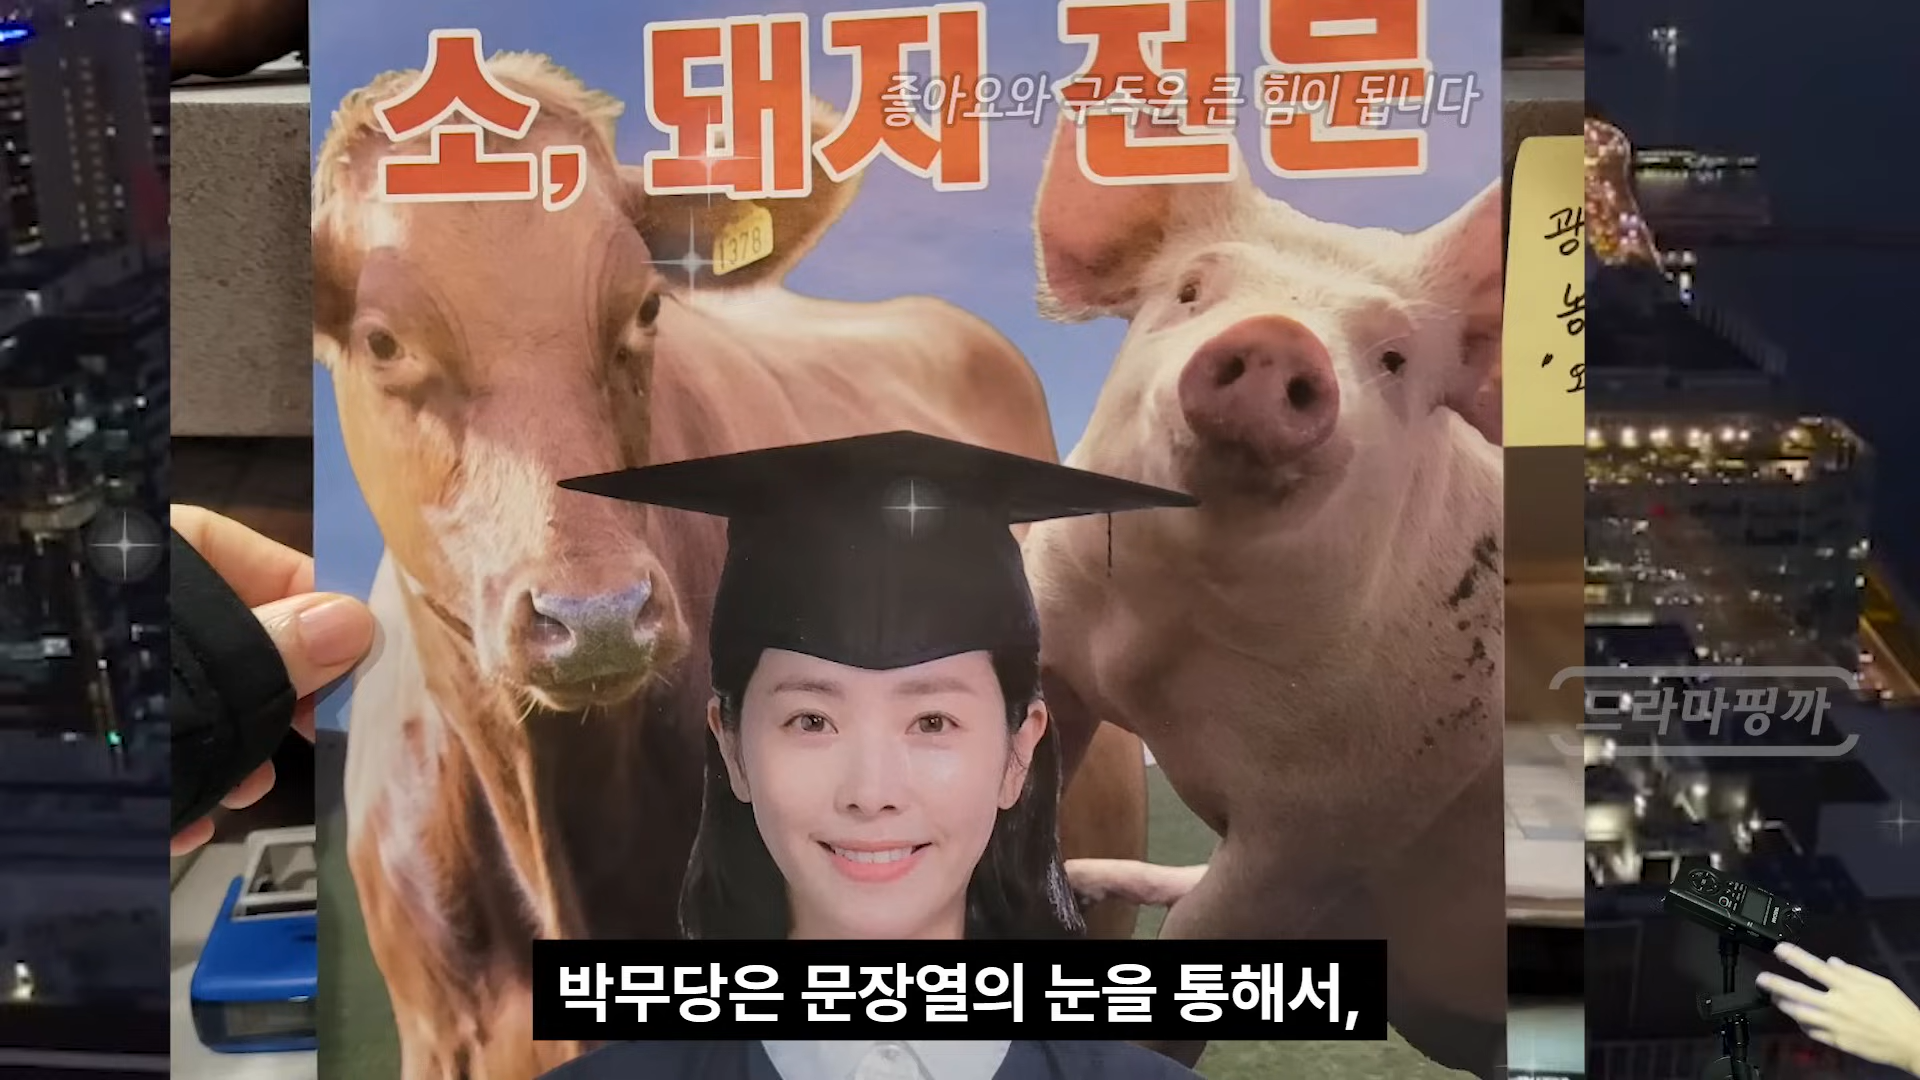 소, 돼지 전문
좋아요와 구독은 큰 힘이 됩니다
1378
광
농
드라마핑까
박무당은 문장열의 눈을 통해서,